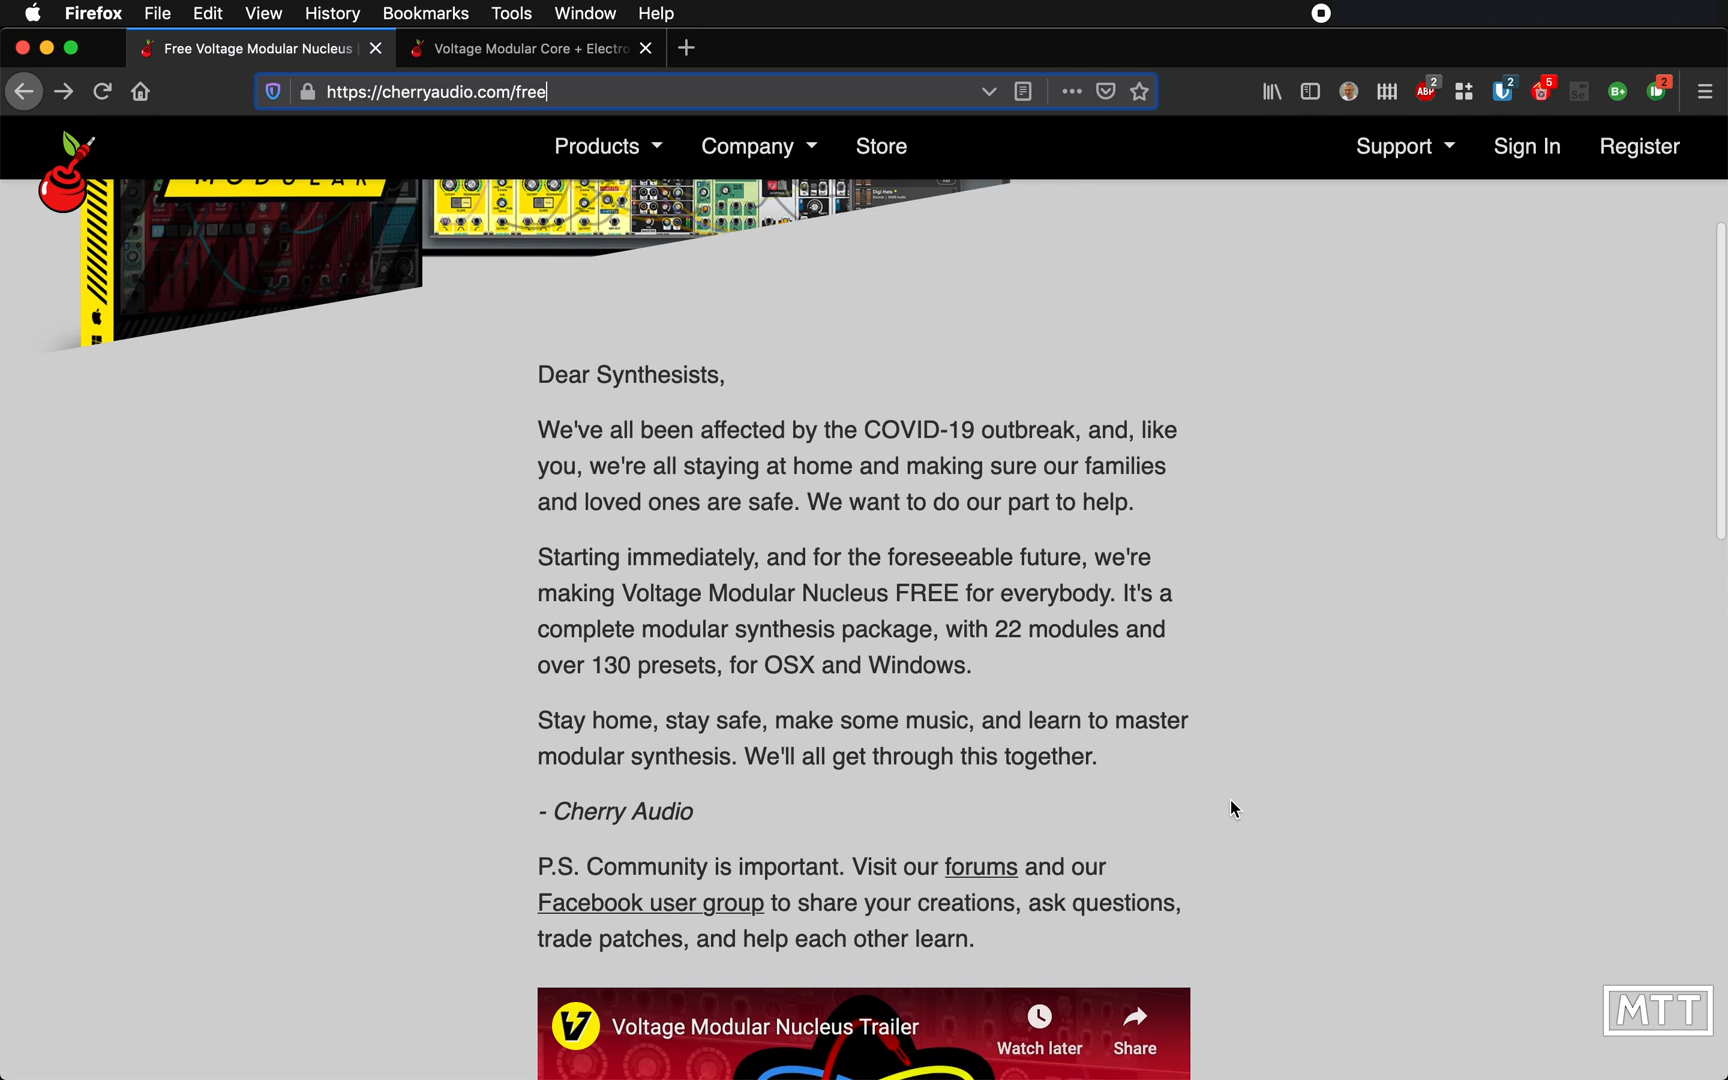 Firefox File Edit View History Bookmarks Tools Window Help
Free Voltage Modular Nucleus
Voltage Modular Core + Electro
https://cherryaudio.com/free
ABP 2 2 5 B+ 2
Products Company Store Support Sign In Register
MODULAR
Dear Synthesists,
We've all been affected by the COVID-19 outbreak, and, like
you, we're all staying at home and making sure our families
and loved ones are safe. We want to do our part to help.
Starting immediately, and for the foreseeable future, we're
making Voltage Modular Nucleus FREE for everybody. It's a
complete modular synthesis package, with 22 modules and
over 130 presets, for OSX and Windows.
Stay home, stay safe, make some music, and learn to master
modular synthesis. We'll all get through this together.
- Cherry Audio
P.S. Community is important. Visit our forums and our
Facebook user group to share your creations, ask questions,
trade patches, and help each other learn.
Voltage Modular Nucleus Trailer
Watch later Share
MTT